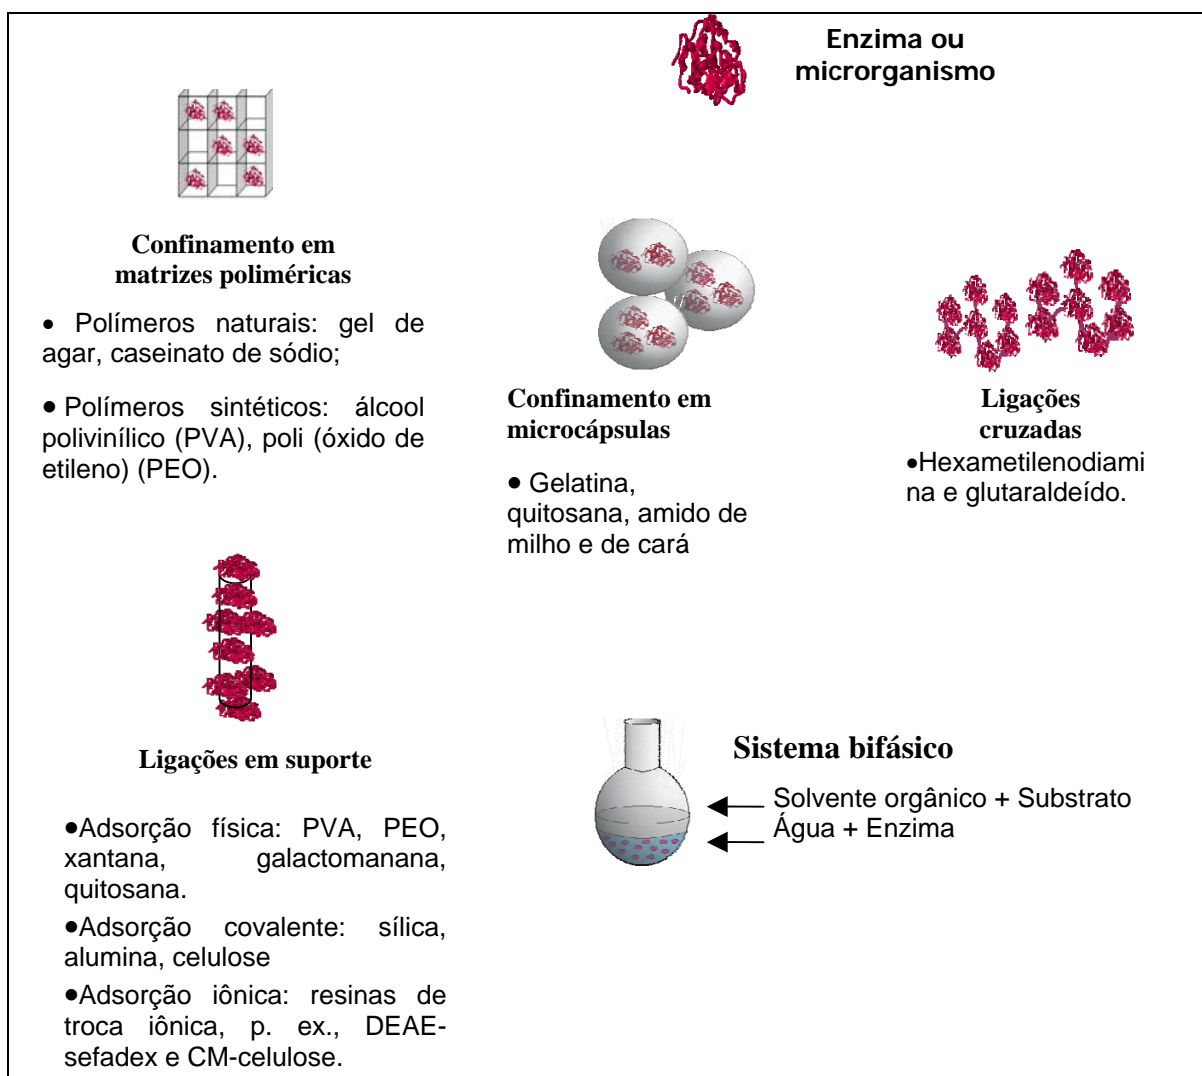 Enzima ou
microrganismo
Confinamento em
matrizes poliméricas
• Polímeros naturais: gel de
agar, caseinato de sódio;
• Polímeros sintéticos: álcool
polivinílico (PVA), poli (óxido de
etileno) (PEO).
Confinamento em
microcápsulas
• Gelatina,
quitosana, amido de
milho e de cará
Ligações
cruzadas
•Hexametilenodiami
na e glutaraldeído.
Ligações em suporte
•Adsorção física: PVA, PEO,
xantana, galactomanana,
quitosana.
•Adsorção covalente: sílica,
alumina, celulose
•Adsorção iônica: resinas de
troca iônica, p. ex., DEAE-
sefadex e CM-celulose.
Sistema bifásico
Solvente orgânico + Substrato
Água + Enzima